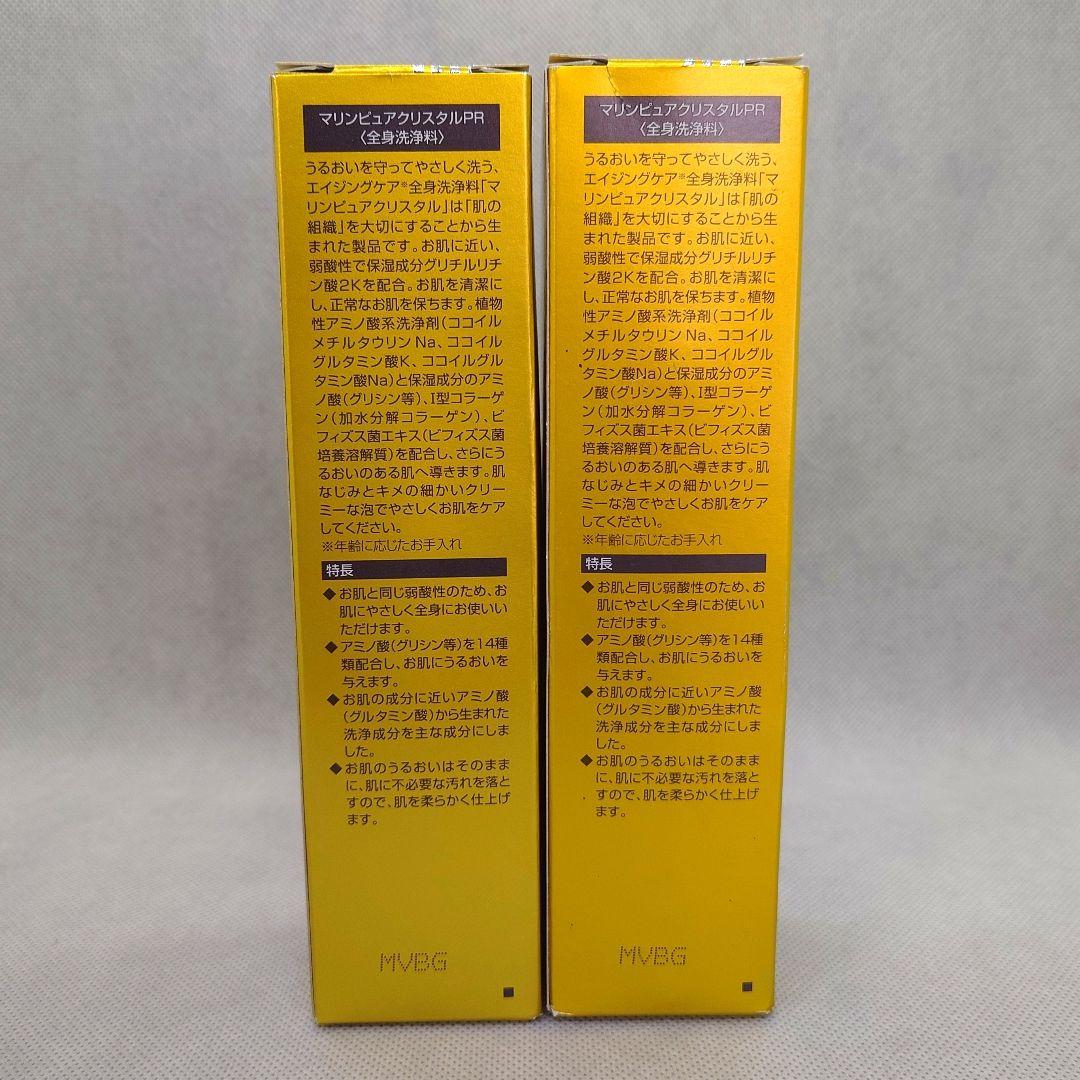 マリンピュアクリスタルPR
〈全身洗浄料〉
うるおいを守ってやさしく洗う、
エイジングケア※全身洗浄料「マ
リンピュアクリスタル」は「肌の
組織」を大切にすることから生
まれた製品です。お肌に近い、
弱酸性で保湿成分グリチルリチ
ン酸2Kを配合。お肌を清潔に
し、正常なお肌を保ちます。植物
性アミノ酸系洗浄剤(ココイル
メチルタウリンNa、ココイル
グルタミン酸K、ココイルグル
タミン酸Na)と保湿成分のアミ
ノ酸(グリシン等)、I型コラーゲ
ン(加水分解コラーゲン)、ビ
フィズス菌エキス(ビフィズス菌
培養溶解質)を配合し、さらにう
るおいのある肌へ導きます。肌
なじみとキメの細かいクリー
ミーな泡でやさしくお肌をケア
してください。
※年齢に応じたお手入れ
特長
◆お肌と同じ弱酸性のため、お
肌にやさしく全身にお使いい
ただけます。
◆アミノ酸(グリシン等)を14種
類配合し、お肌にうるおいを
与えます。
◆お肌の成分に近いアミノ酸
(グルタミン酸)から生まれた
洗浄成分を主な成分にしま
した。
◆お肌のうるおいはそのまま
に、肌に不必要な汚れを落と
すので、肌を柔らかく仕上げ
ます。
MVBG
マリンピュアクリスタルPR
〈全身洗浄料〉
うるおいを守ってやさしく洗う、
エイジングケア※全身洗浄料「マ
リンピュアクリスタル」は「肌の
組織」を大切にすることから生
まれた製品です。お肌に近い、
弱酸性で保湿成分グリチルリチ
ン酸2Kを配合。お肌を清潔に
し、正常なお肌を保ちます。植物
性アミノ酸系洗浄剤(ココイル
メチルタウリンNa、ココイル
グルタミン酸K、ココイルグル
タミン酸Na)と保湿成分のアミ
ノ酸(グリシン等)、I型コラーゲ
ン(加水分解コラーゲン)、ビ
フィズス菌エキス(ビフィズス菌
培養溶解質)を配合し、さらにう
るおいのある肌へ導きます。肌
なじみとキメの細かいクリー
ミーな泡でやさしくお肌をケア
してください。
※年齢に応じたお手入れ
特長
◆お肌と同じ弱酸性のため、お
肌にやさしく全身にお使いい
ただけます。
◆アミノ酸(グリシン等)を14種
類配合し、お肌にうるおいを
与えます。
◆お肌の成分に近いアミノ酸
(グルタミン酸)から生まれた
洗浄成分を主な成分にしま
した。
◆お肌のうるおいはそのまま
に、肌に不必要な汚れを落と
すので、肌を柔らかく仕上げ
ます。
MVBG